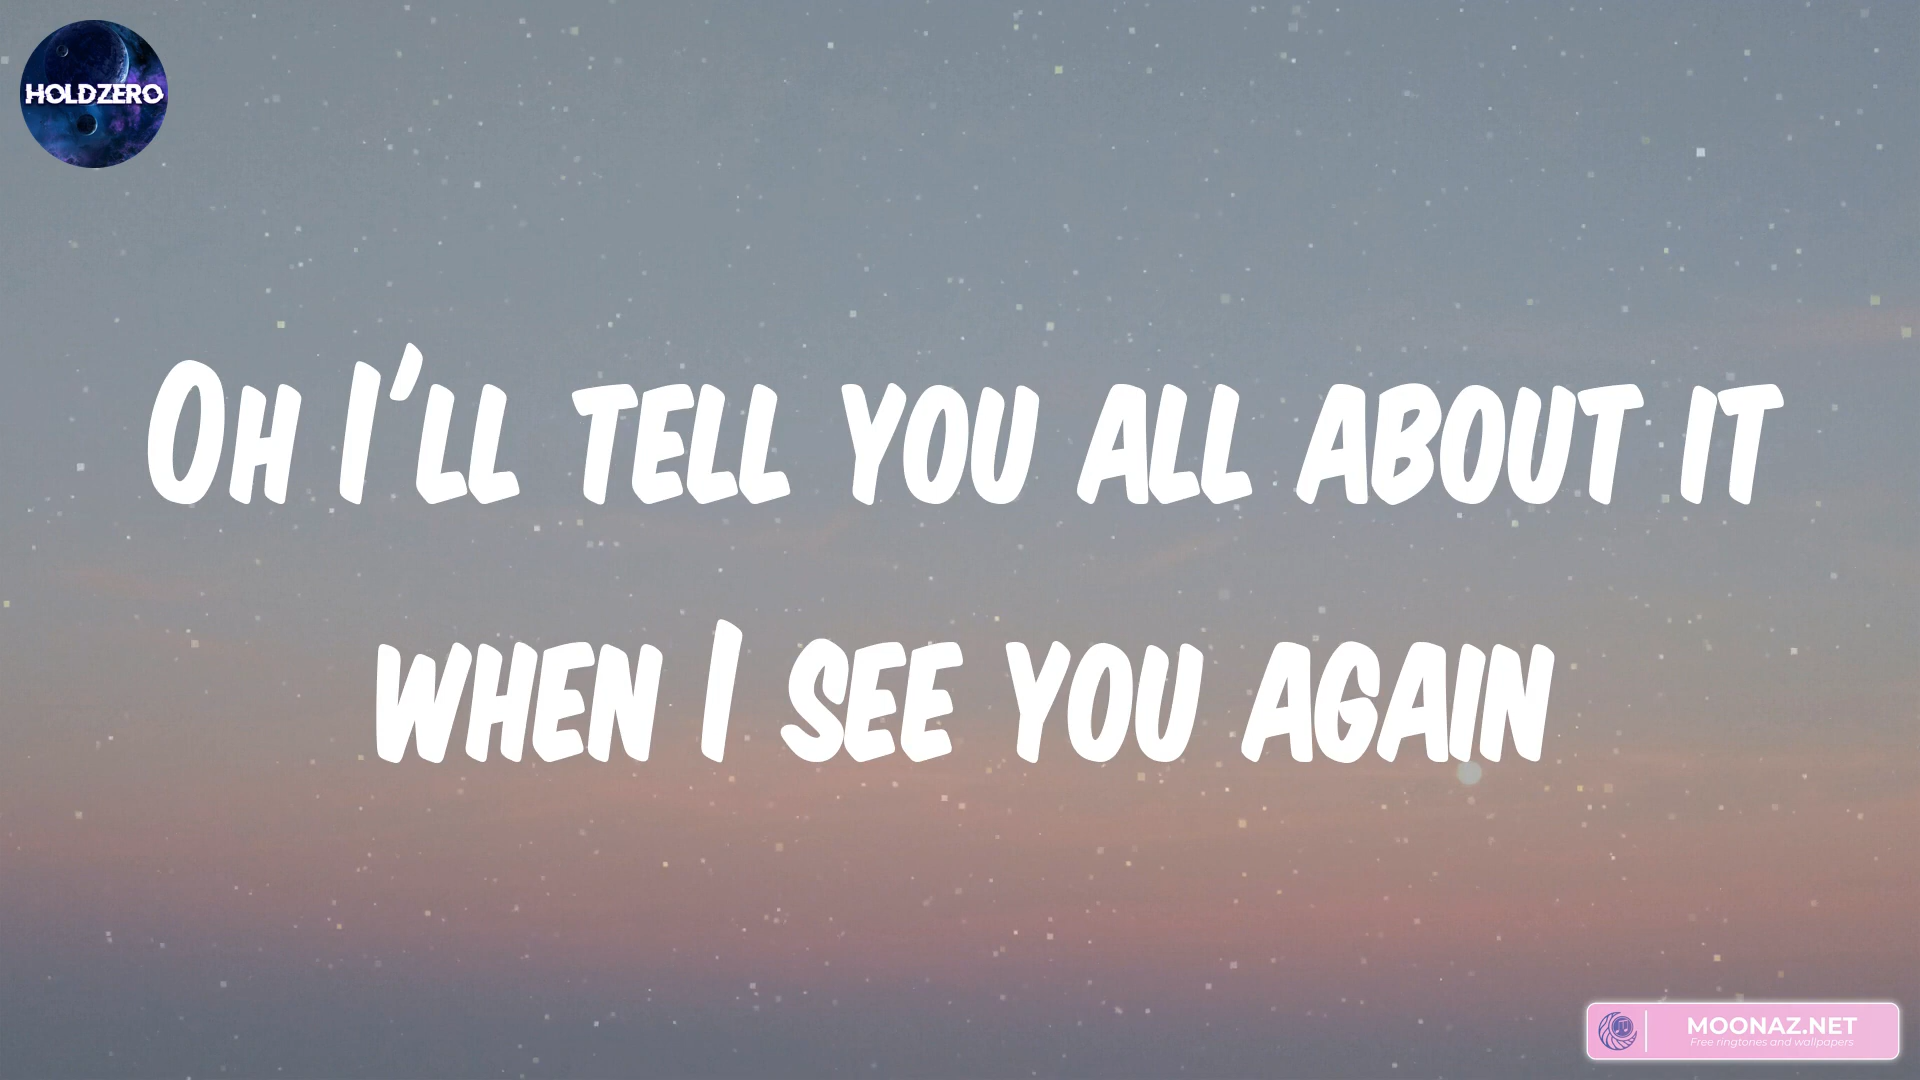 HOLDZERO
Oh I'll tell you all about it
when I see you again
MOONAZ.NET
Free ringtones and wallpapers